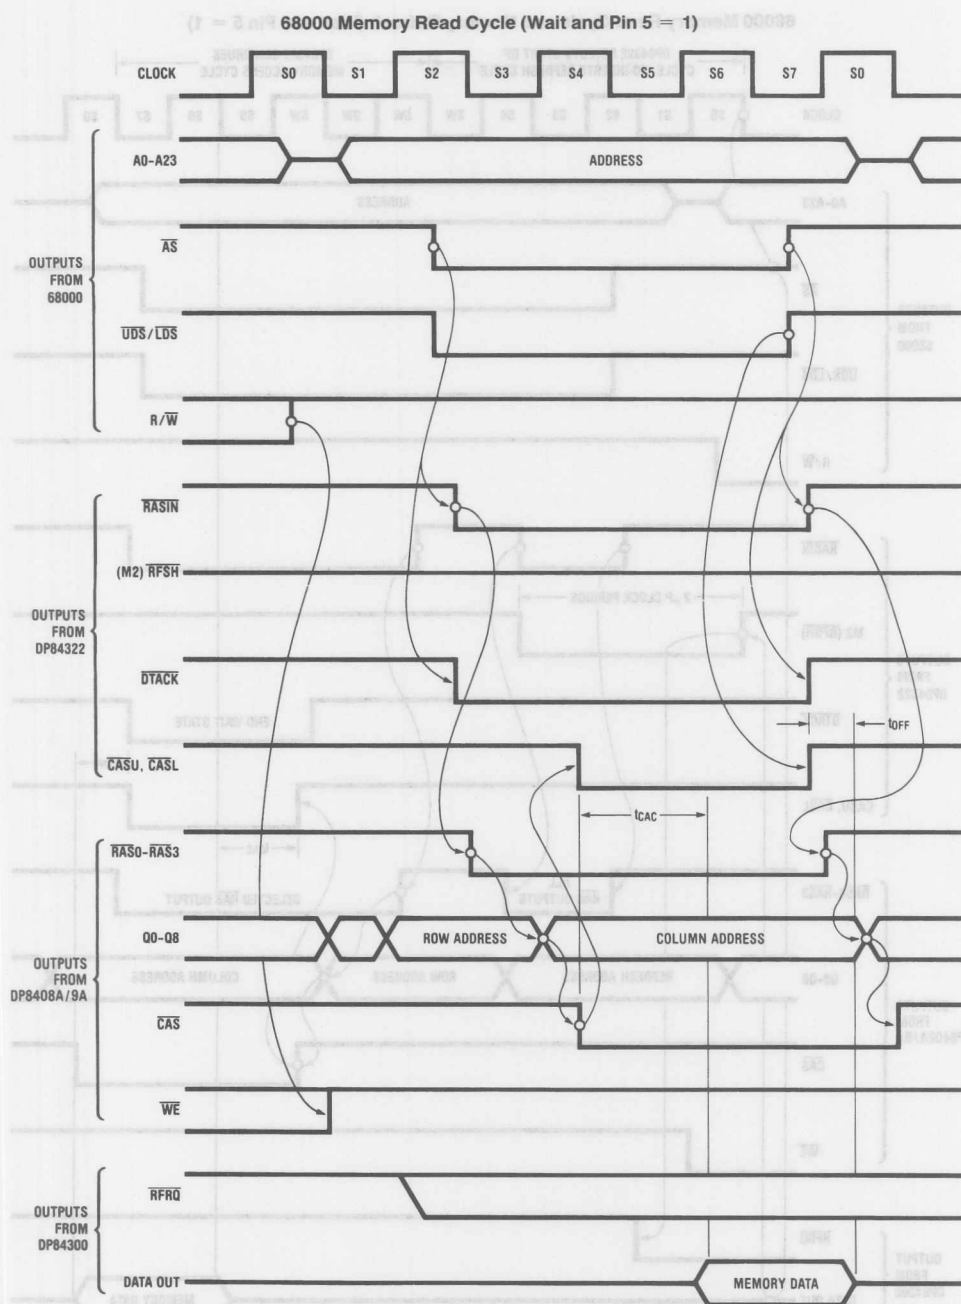 68000 Memory Read Cycle (Wait and Pin 5 = 1)
CLOCK S0 S1 S2 S3 S4 S5 S6 S7 S0
OUTPUTS FROM 68000
A0-A23 ADDRESS
AS
UDS/LDS
R/W
OUTPUTS FROM DP84322
RASIN
(M2) RFSH
DTACK
tOFF
CASU, CASL
tCAC
OUTPUTS FROM DP8408A/9A
RAS0-RAS3
Q0-Q8 ROW ADDRESS COLUMN ADDRESS
CAS
WE
OUTPUTS FROM DP84300
RFRQ
DATA OUT MEMORY DATA